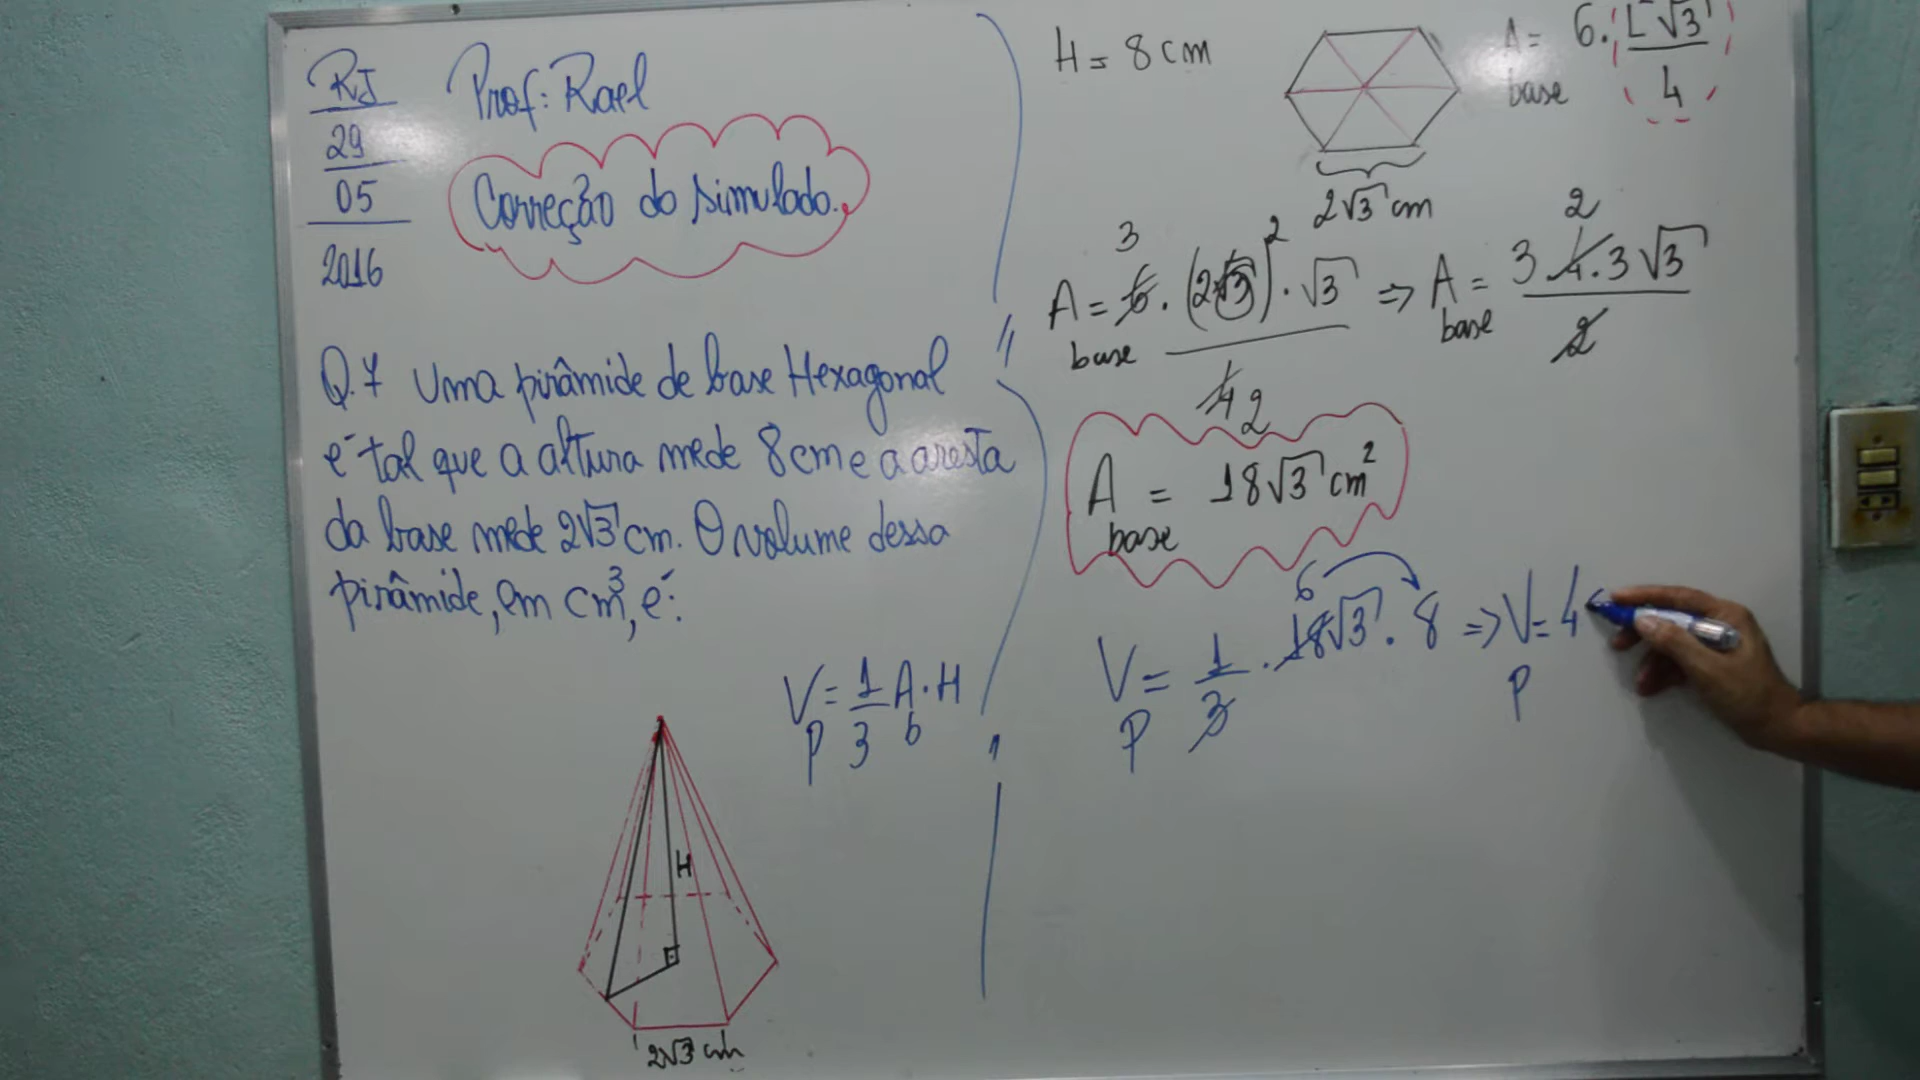 RJ
29
05
2016
Prof: Rael
Correção do simulado.
Q.7 Uma pirâmide de base Hexagonal
é tal que a altura mede 8cm e a aresta
da base mede 2√3 cm. O volume dessa
pirâmide, em cm³, é:
V = 1 A . H
P 3 b
H
2√3 cm
H = 8 cm
A = 6. L²√3
base 4
2√3 cm
3 2
A = 6 . (2√3)² . √3 => A = 3 4 . 3√3
base base
4 2 2
A = 18√3 cm²
base
6
V = 1 . 18√3 . 8 => V = 4
P 3 P